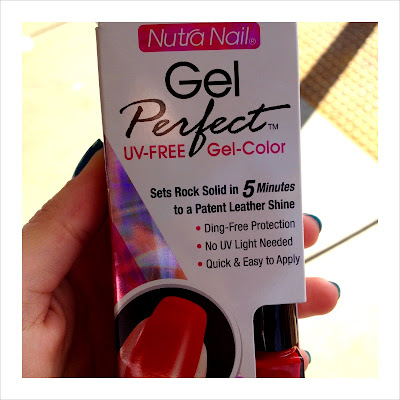 Nutra Nail®
Gel
Perfect™
UV-FREE Gel-Color
Sets Rock Solid in 5 Minutes
to a Patent Leather Shine
• Ding-Free Protection
• No UV Light Needed
• Quick & Easy to Apply